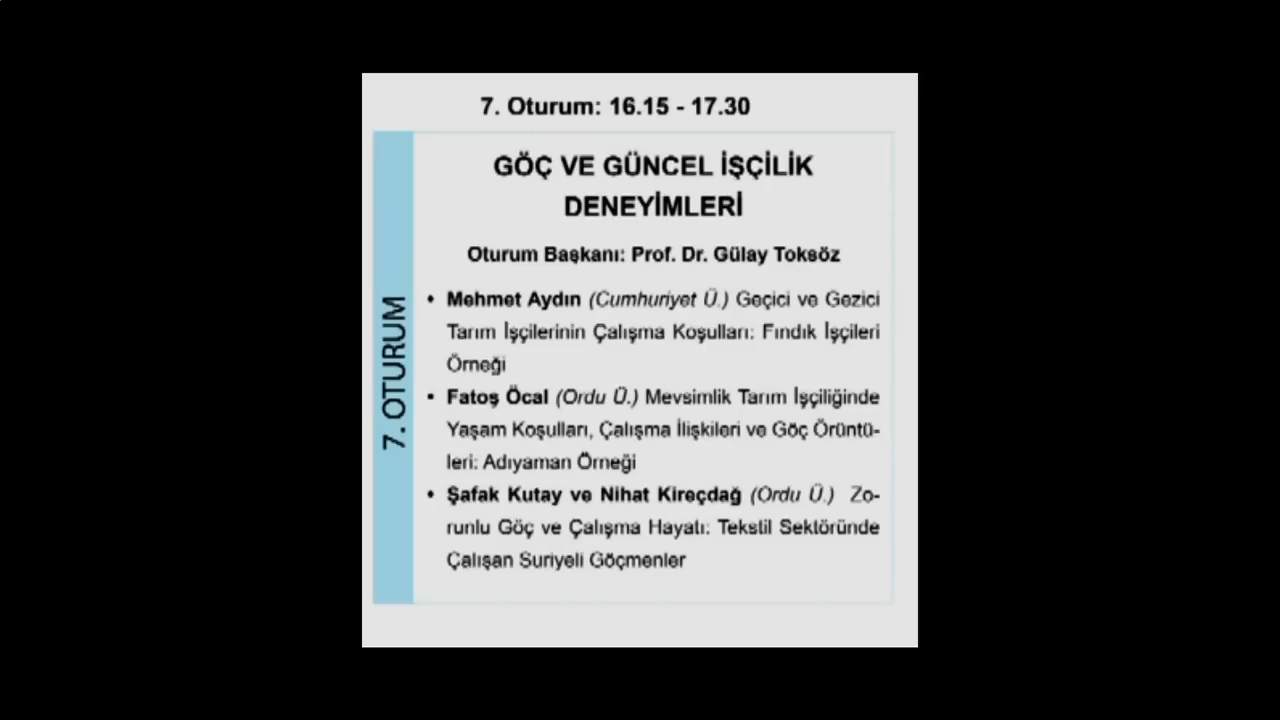 7. Oturum: 16.15 - 17.30
GÖÇ VE GÜNCEL İŞÇİLİK
DENEYİMLERİ
Oturum Başkanı: Prof. Dr. Gülay Toksöz
7. OTURUM
• Mehmet Aydın (Cumhuriyet Ü.) Geçici ve Gezici
Tarım İşçilerinin Çalışma Koşulları: Fındık İşçileri
Örneği
• Fatoş Öcal (Ordu Ü.) Mevsimlik Tarım İşçiliğinde
Yaşam Koşulları, Çalışma İlişkileri ve Göç Örüntü-
leri: Adıyaman Örneği
• Şafak Kutay ve Nihat Kireçdağ (Ordu Ü.) Zo-
runlu Göç ve Çalışma Hayatı: Tekstil Sektöründe
Çalışan Suriyeli Göçmenler